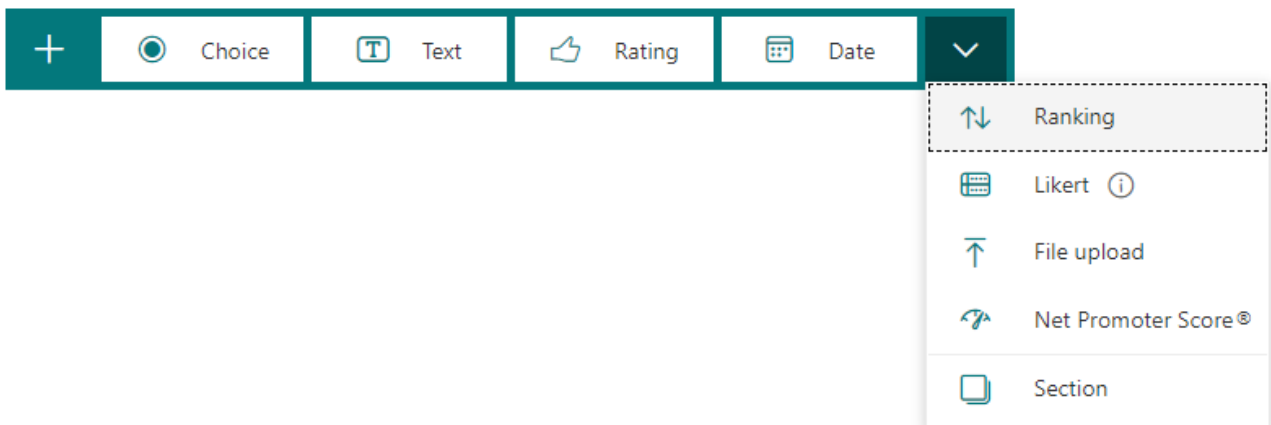 Choice Text Rating Date
Ranking
Likert
File upload
Net Promoter Score®
Section